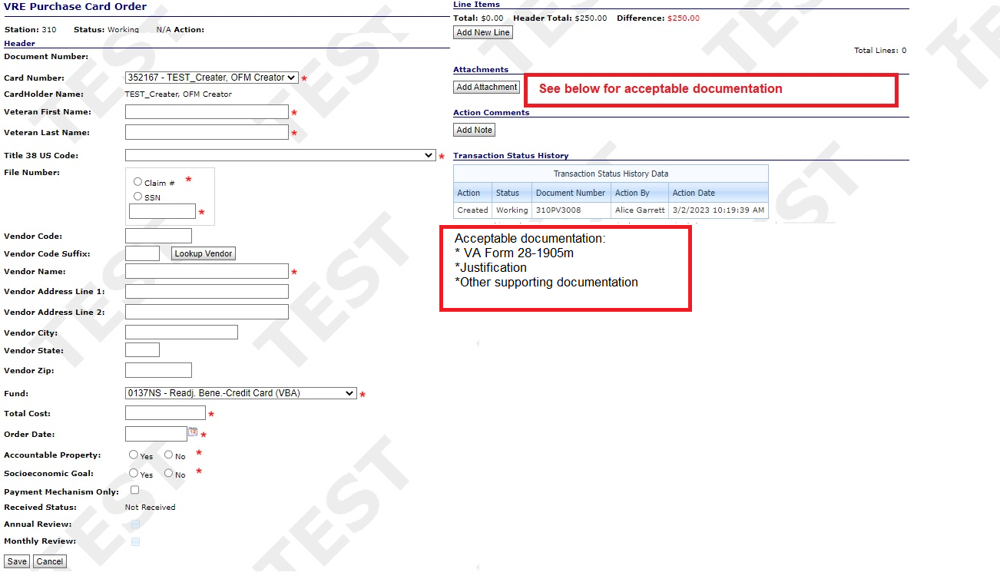 VRE Purchase Card Order
Station: 310 Status: Working N/A Action:
Header
Document Number:
Card Number: 352167 - TEST_Creater, OFM Creator *
CardHolder Name: TEST_Creater, OFM Creator
Veteran First Name: *
Veteran Last Name: *
Title 38 US Code: *
File Number:
Claim # *
SSN
*
Vendor Code:
Vendor Code Suffix: Lookup Vendor
Vendor Name: *
Vendor Address Line 1:
Vendor Address Line 2:
Vendor City:
Vendor State:
Vendor Zip:
Fund: 0137NS - Readj. Bene.-Credit Card (VBA) *
Total Cost: *
Order Date: *
Accountable Property: Yes No *
Socioeconomic Goal: Yes No *
Payment Mechanism Only:
Received Status: Not Received
Annual Review:
Monthly Review:
Save Cancel
Line Items
Total: $0.00 Header Total: $250.00 Difference: $250.00
Add New Line
Total Lines: 0
Attachments
Add Attachment
See below for acceptable documentation
Action Comments
Add Note
Transaction Status History
Transaction Status History Data
Action Status Document Number Action By Action Date
Created Working 310PV3008 Alice Garrett 3/2/2023 10:19:39 AM
Acceptable documentation:
* VA Form 28-1905m
*Justification
*Other supporting documentation
TEST
TEST
TEST
TEST
TEST
TEST
TEST
TEST
TEST
TEST